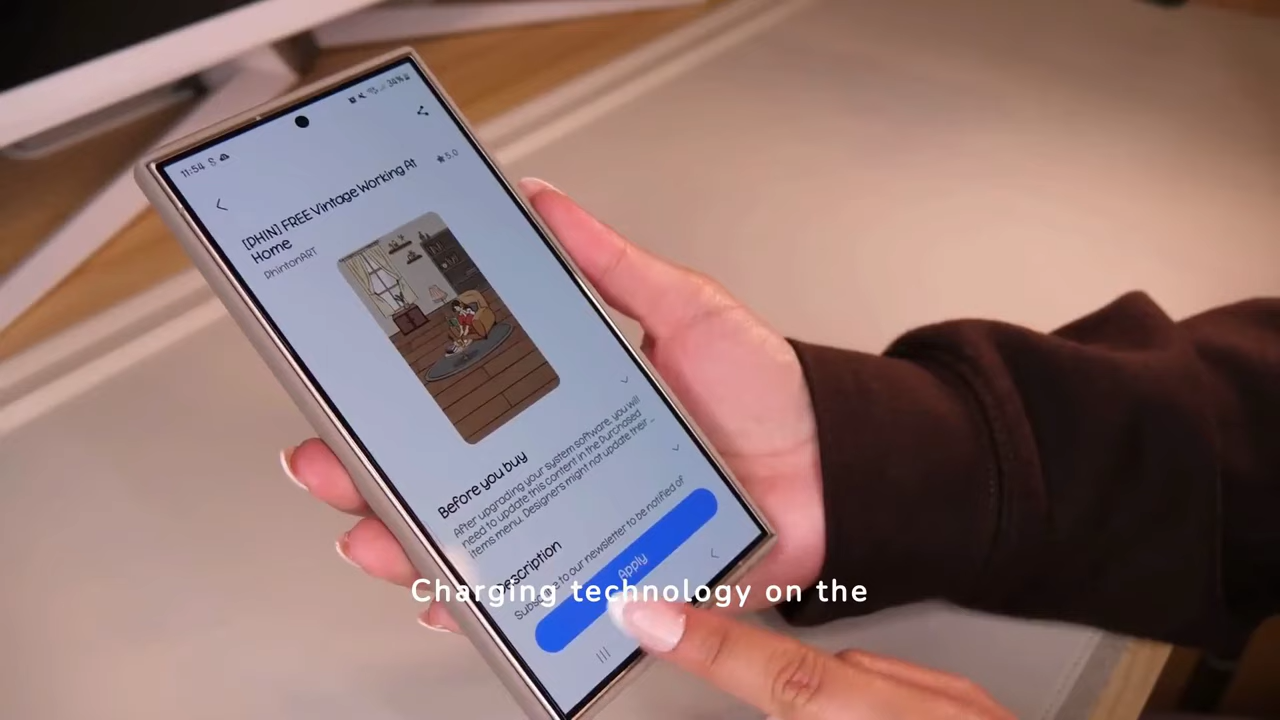 11:54
34%
5.0
[DHIN] FREE Vintage Working At
Home
DhintonART
Before you buy
After upgrading your system software, you will
need to update this content in the Purchased
items menu. Designers might not update their ...
Description
Subscribe to our newsletter to be notified of
Apply
Charging technology on the